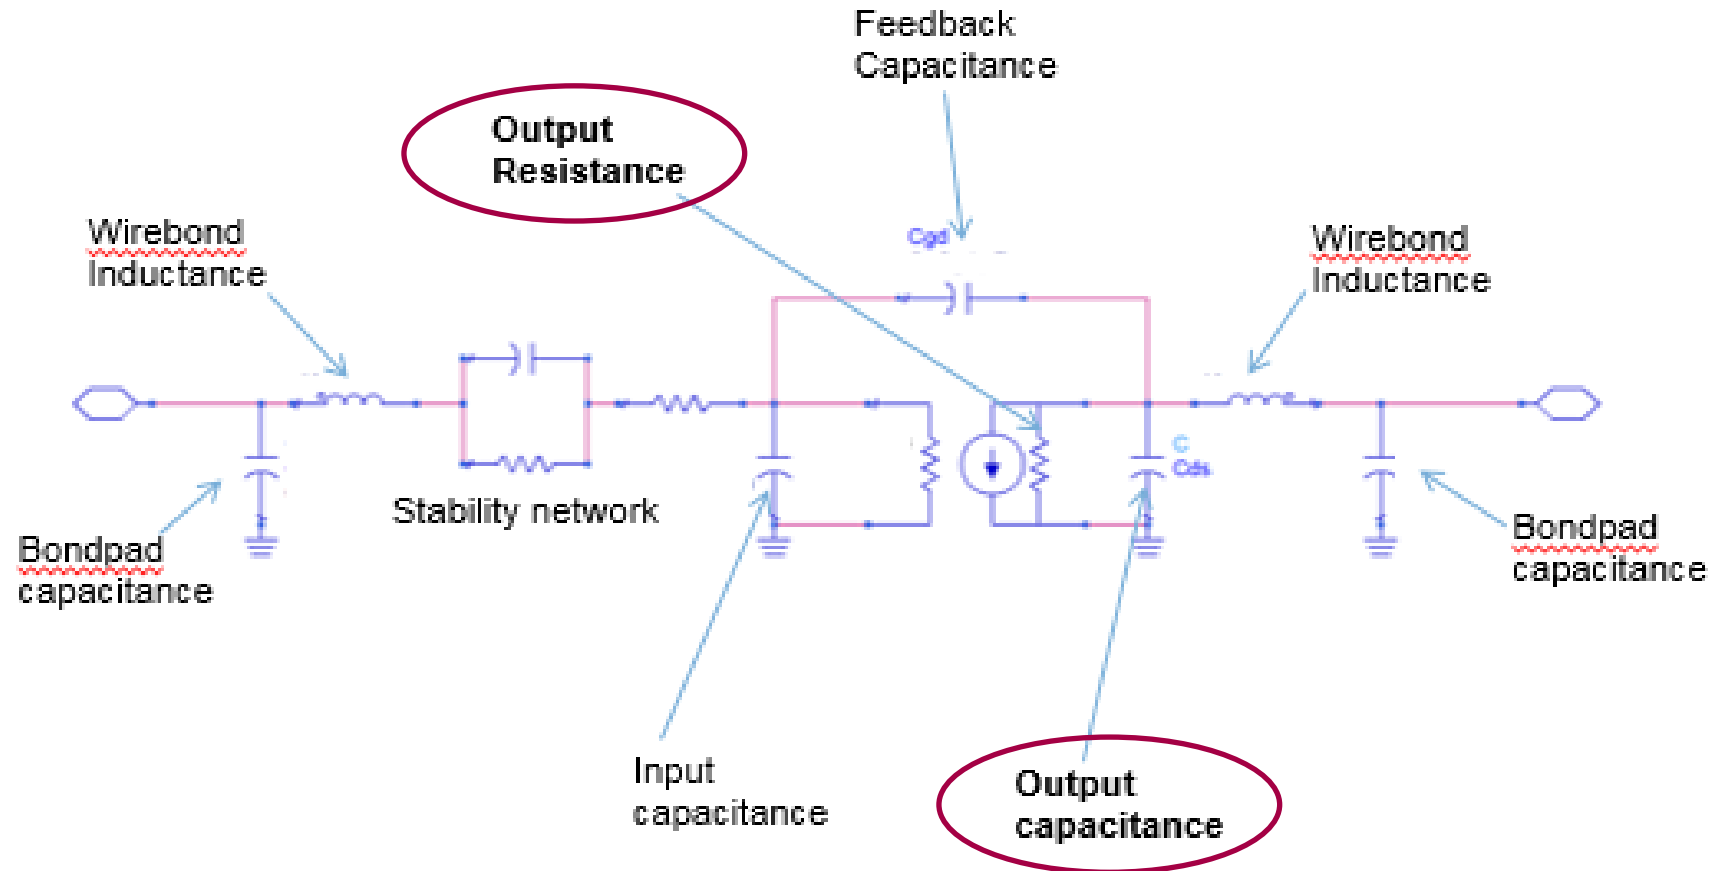 Feedback
Capacitance
Output
Resistance
Wirebond
Inductance
Cgd
Wirebond
Inductance
C
Cds
Stability network
Bondpad
capacitance
Bondpad
capacitance
Input
capacitance
Output
capacitance